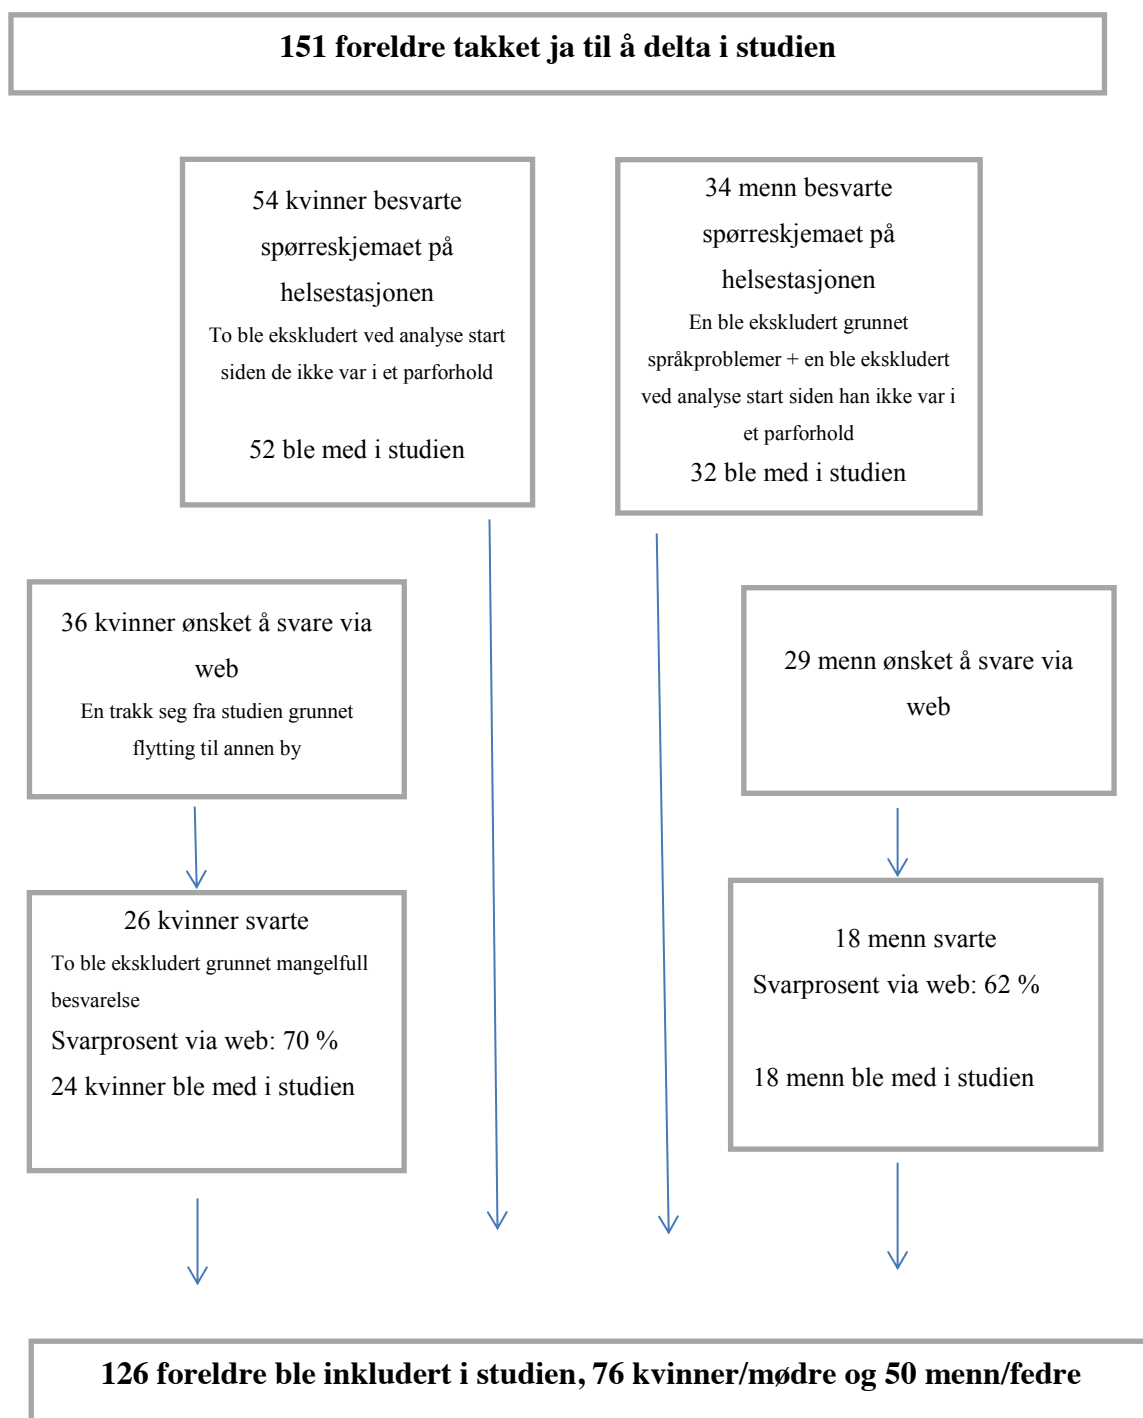 151 foreldre takket ja til å delta i studien
54 kvinner besvarte
spørreskjemaet på
helsestasjonen
To ble ekskludert ved analyse start
siden de ikke var i et parforhold
52 ble med i studien
34 menn besvarte
spørreskjemaet på
helsestasjonen
En ble ekskludert grunnet
språkproblemer + en ble ekskludert
ved analyse start siden han ikke var i
et parforhold
32 ble med i studien
36 kvinner ønsket å svare via
web
En trakk seg fra studien grunnet
flytting til annen by
29 menn ønsket å svare via
web
26 kvinner svarte
To ble ekskludert grunnet mangelfull
besvarelse
Svarprosent via web: 70 %
24 kvinner ble med i studien
18 menn svarte
Svarprosent via web: 62 %
18 menn ble med i studien
126 foreldre ble inkludert i studien, 76 kvinner/mødre og 50 menn/fedre